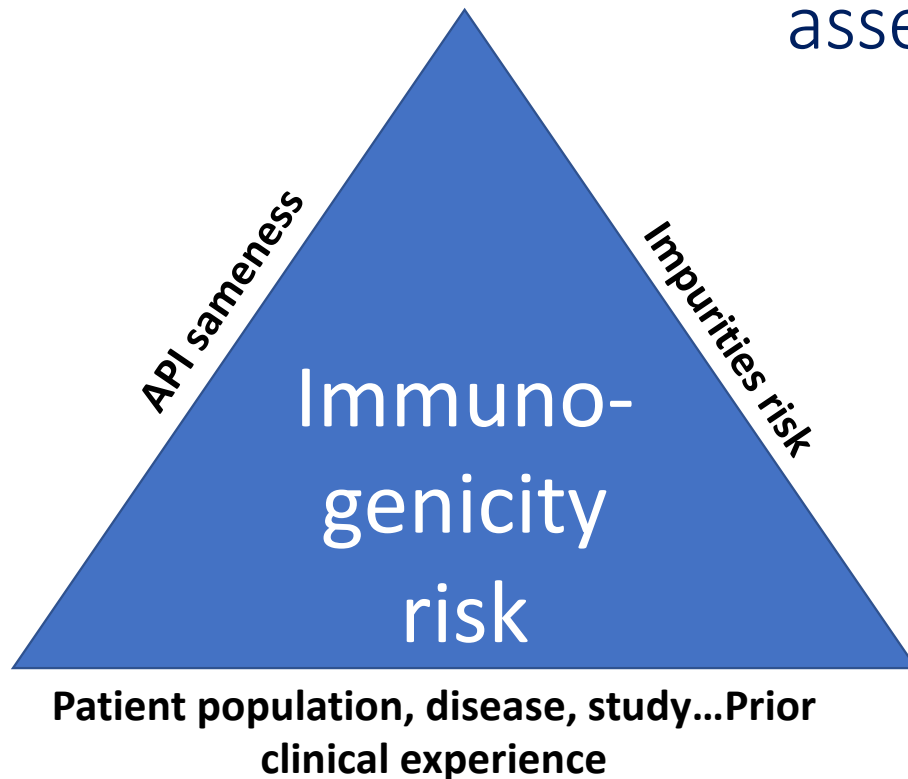 asse
API sameness
Impurities risk
Immuno-
genicity
risk
Patient population, disease, study...Prior
clinical experience